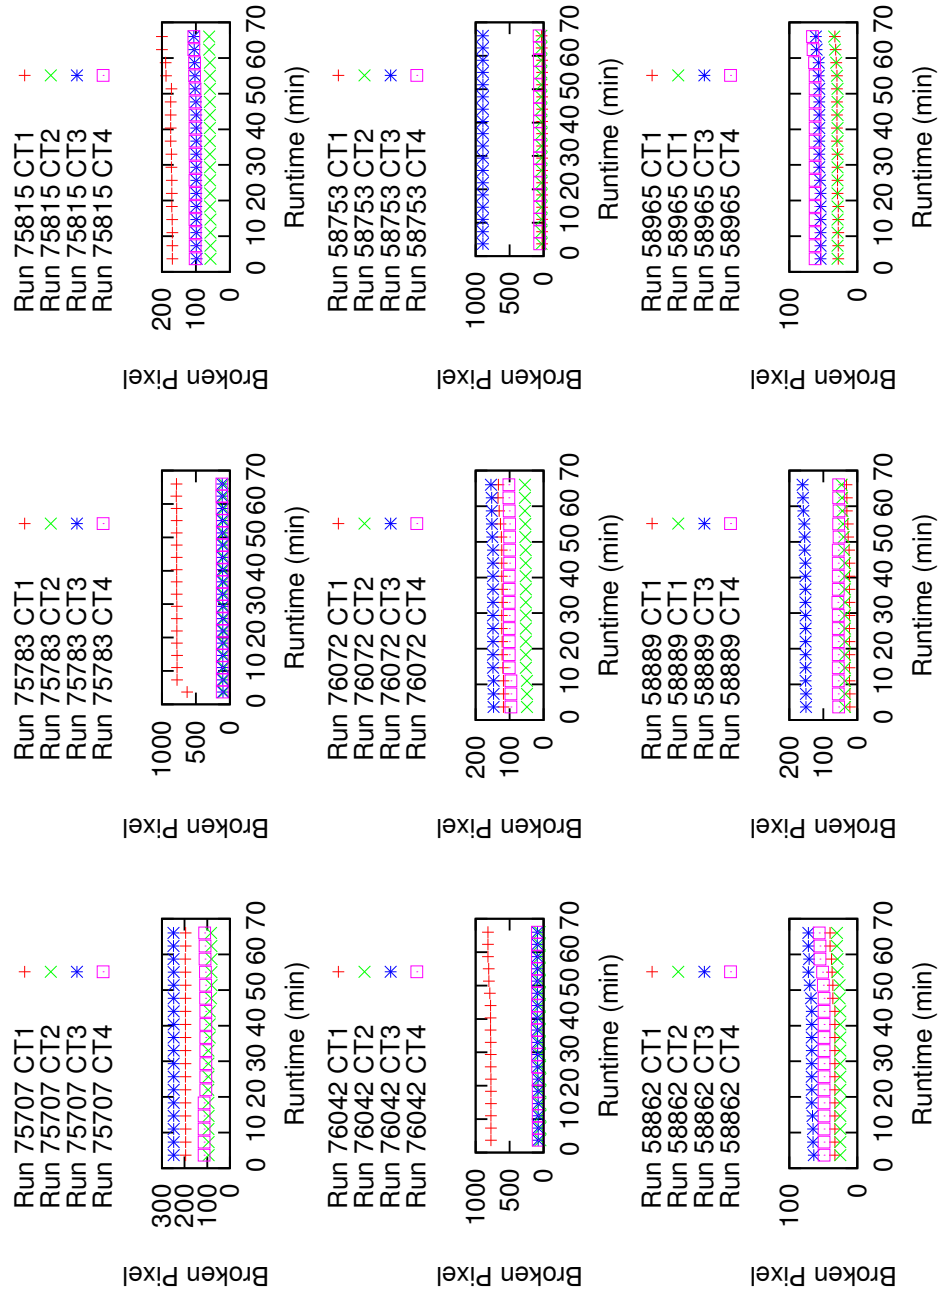 Run 75707 CT1
Run 75707 CT2
Run 75707 CT3
Run 75707 CT4
Broken Pixel
300
200
100
0
0 10 20 30 40 50 60 70
Runtime (min)
Run 75783 CT1
Run 75783 CT2
Run 75783 CT3
Run 75783 CT4
Broken Pixel
1000
500
0
0 10 20 30 40 50 60 70
Runtime (min)
Run 75815 CT1
Run 75815 CT2
Run 75815 CT3
Run 75815 CT4
Broken Pixel
200
100
0
0 10 20 30 40 50 60 70
Runtime (min)
Run 76042 CT1
Run 76042 CT2
Run 76042 CT3
Run 76042 CT4
Broken Pixel
1000
500
0
0 10 20 30 40 50 60 70
Runtime (min)
Run 76072 CT1
Run 76072 CT2
Run 76072 CT3
Run 76072 CT4
Broken Pixel
200
100
0
0 10 20 30 40 50 60 70
Runtime (min)
Run 58753 CT1
Run 58753 CT2
Run 58753 CT3
Run 58753 CT4
Broken Pixel
1000
500
0
0 10 20 30 40 50 60 70
Runtime (min)
Run 58862 CT1
Run 58862 CT2
Run 58862 CT3
Run 58862 CT4
Broken Pixel
100
0
0 10 20 30 40 50 60 70
Runtime (min)
Run 58889 CT1
Run 58889 CT1
Run 58889 CT3
Run 58889 CT4
Broken Pixel
200
100
0
0 10 20 30 40 50 60 70
Runtime (min)
Run 58965 CT1
Run 58965 CT1
Run 58965 CT3
Run 58965 CT4
Broken Pixel
100
0
0 10 20 30 40 50 60 70
Runtime (min)